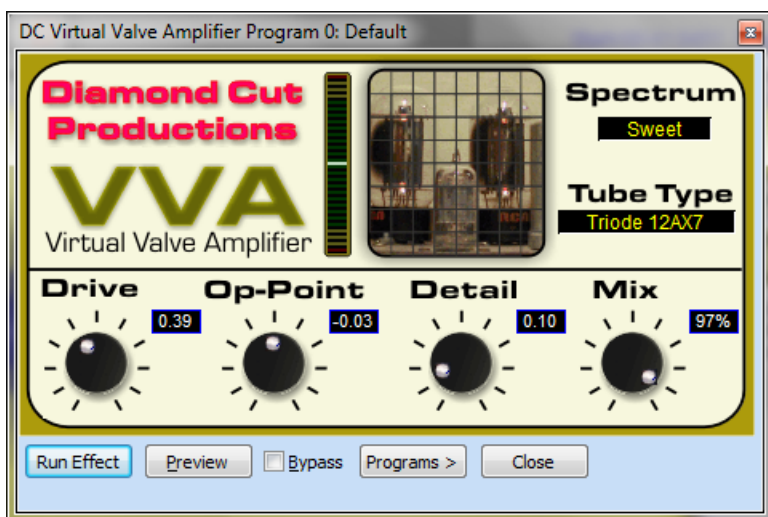 DC Virtual Valve Amplifier Program 0: Default
Diamond Cut
Productions
VVA
Virtual Valve Amplifier
RCA
Spectrum
Sweet
Tube Type
Triode 12AX7
Drive
0.39
Op-Point
-0.03
Detail
0.10
Mix
97%
Run Effect
Preview
Bypass
Programs >
Close